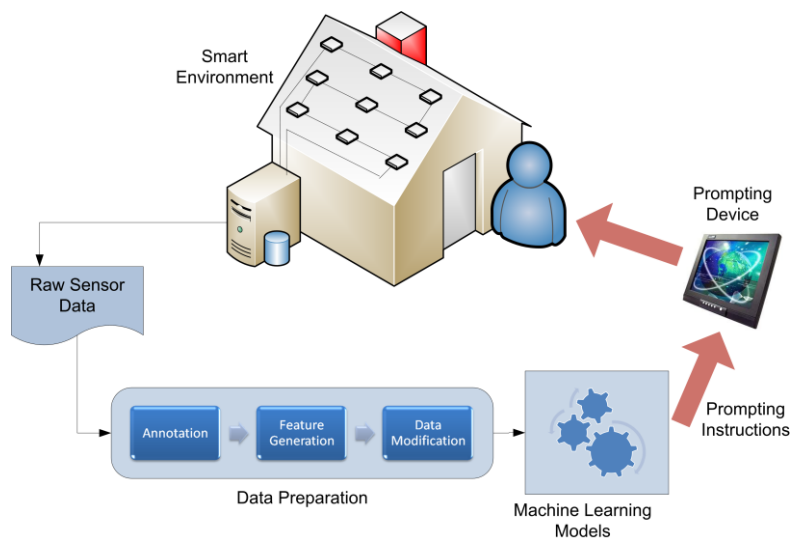 Smart
Environment
Prompting
Device
Raw Sensor
Data
Prompting
Instructions
Annotation
Feature
Generation
Data
Modification
Data Preparation
Machine Learning
Models